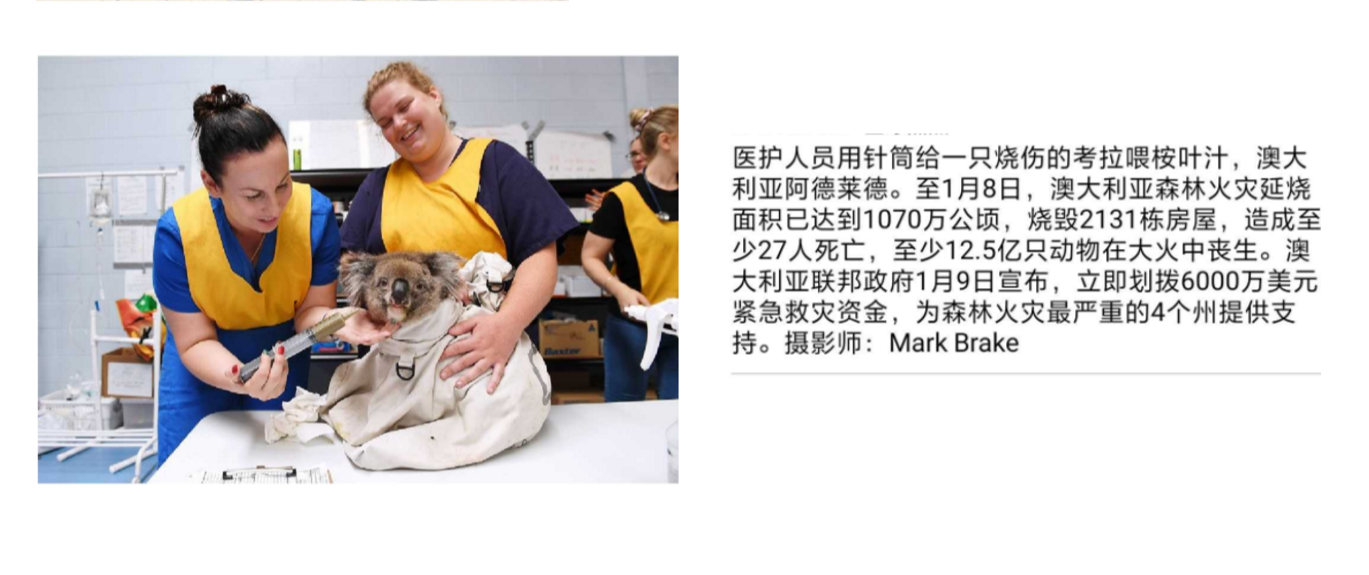 医护人员用针筒给一只烧伤的考拉喂桉叶汁，澳大
利亚阿德莱德。至1月8日，澳大利亚森林火灾延烧
面积已达到1070万公顷，烧毁2131栋房屋，造成至
少27人死亡，至少12.5亿只动物在大火中丧生。澳
大利亚联邦政府1月9日宣布，立即划拨6000万美元
紧急救灾资金，为森林火灾最严重的4个州提供支
持。摄影师：Mark Brake
Baxter